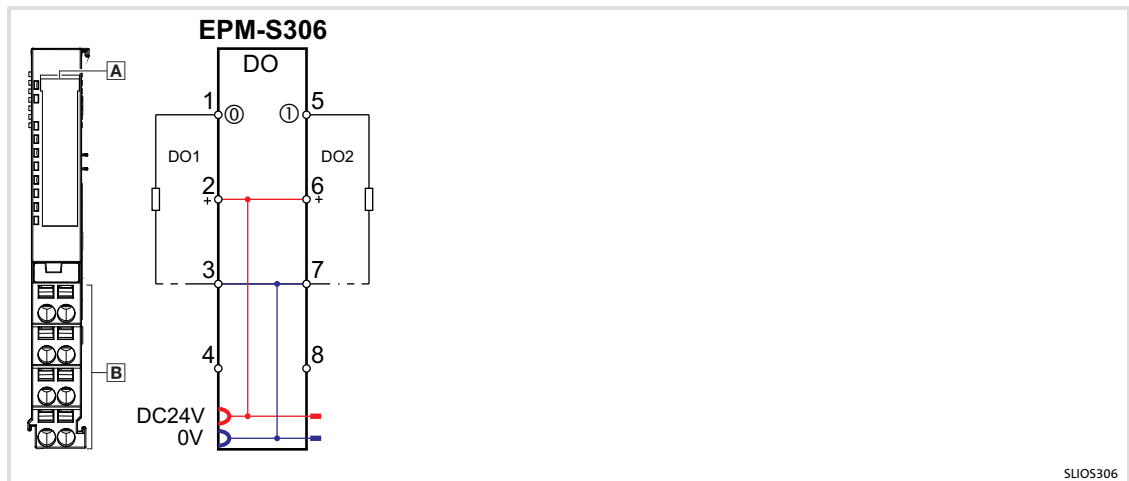 EPM-S306
A
DO
1 5
⓪ ①
DO1 DO2
2 6
+ +
3 7
4 8
B
DC24V
0V
SLIOS306